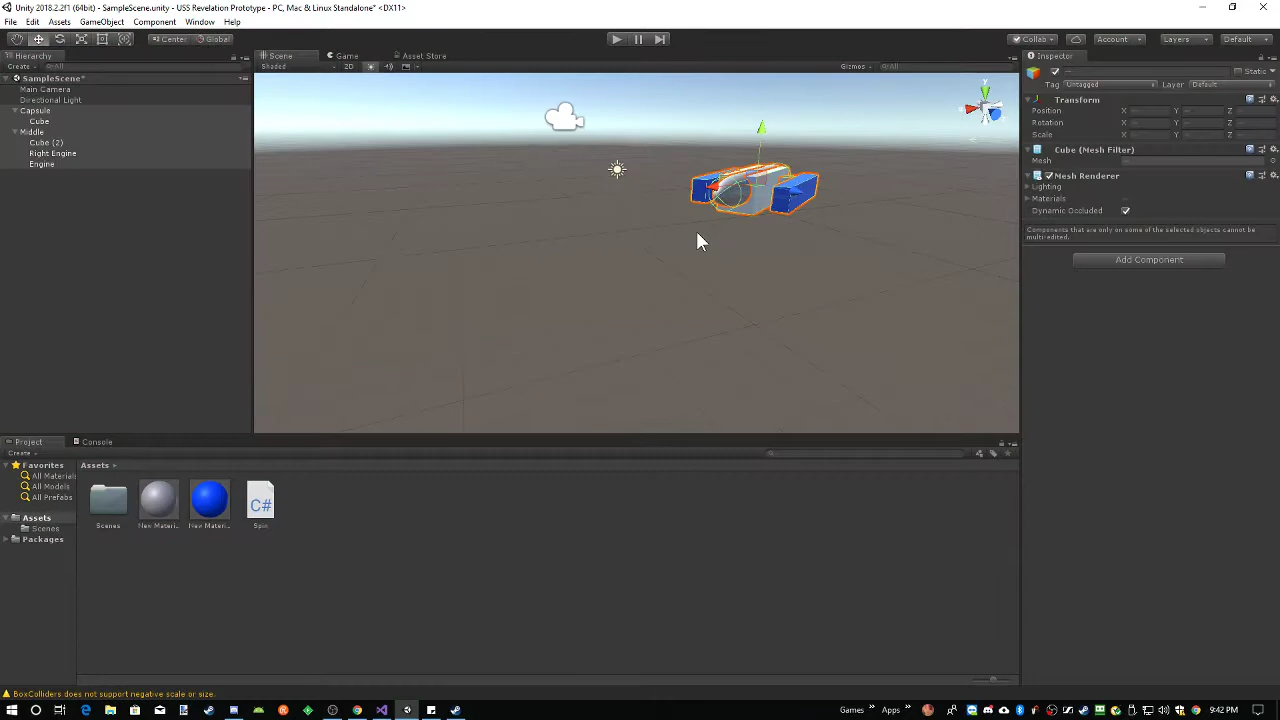 Unity 2018.2.2f1 (64bit) - SampleScene.unity - USS Revelation Prototype - PC, Mac & Linux Standalone* <DX11>
File Edit Assets GameObject Component Window Help
Center Global
Collab
Account
Layers
Default
Hierarchy
Create
All
SampleScene*
Main Camera
Directional Light
Capsule
Cube
Middle
Cube (2)
Right Engine
Engine
Scene
Game
Asset Store
Shaded
2D
Gizmos
All
y
Inspector
Static
Tag Untagged Layer Default
Transform
Position X Y Z
Rotation X Y Z
Scale X Y Z
Cube (Mesh Filter)
Mesh
Mesh Renderer
Lighting
Materials
Dynamic Occluded
Components that are only on some of the selected objects cannot be
multi-edited.
Add Component
Project
Console
Create
Favorites
All Materials
All Models
All Prefabs
Assets
Scenes
Packages
Assets
Scenes
New Materi...
New Materi...
C#
Spin
BoxColliders does not support negative scale or size.
Games
Apps
9:42 PM